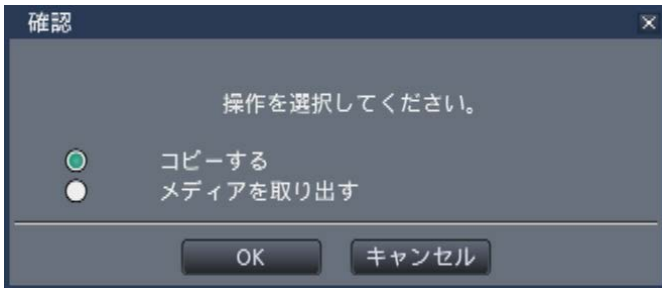 確認
操作を選択してください。
コピーする
メディアを取り出す
OK キャンセル